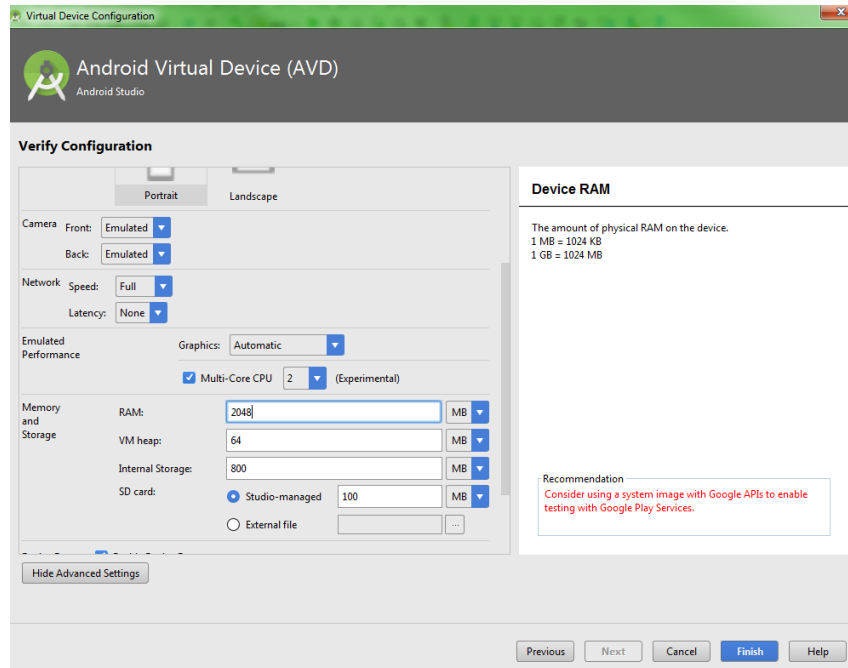 Virtual Device Configuration
Android Virtual Device (AVD)
Android Studio
Verify Configuration
Portrait
Landscape
Camera Front: Emulated
Back: Emulated
Network Speed: Full
Latency: None
Emulated
Performance
Graphics: Automatic
Multi-Core CPU 2 (Experimental)
Memory
and
Storage
RAM: 2048 MB
VM heap: 64 MB
Internal Storage: 800 MB
SD card: Studio-managed 100 MB
External file ...
Hide Advanced Settings
Device RAM
The amount of physical RAM on the device.
1 MB = 1024 KB
1 GB = 1024 MB
Recommendation
Consider using a system image with Google APIs to enable
testing with Google Play Services.
Previous Next Cancel Finish Help